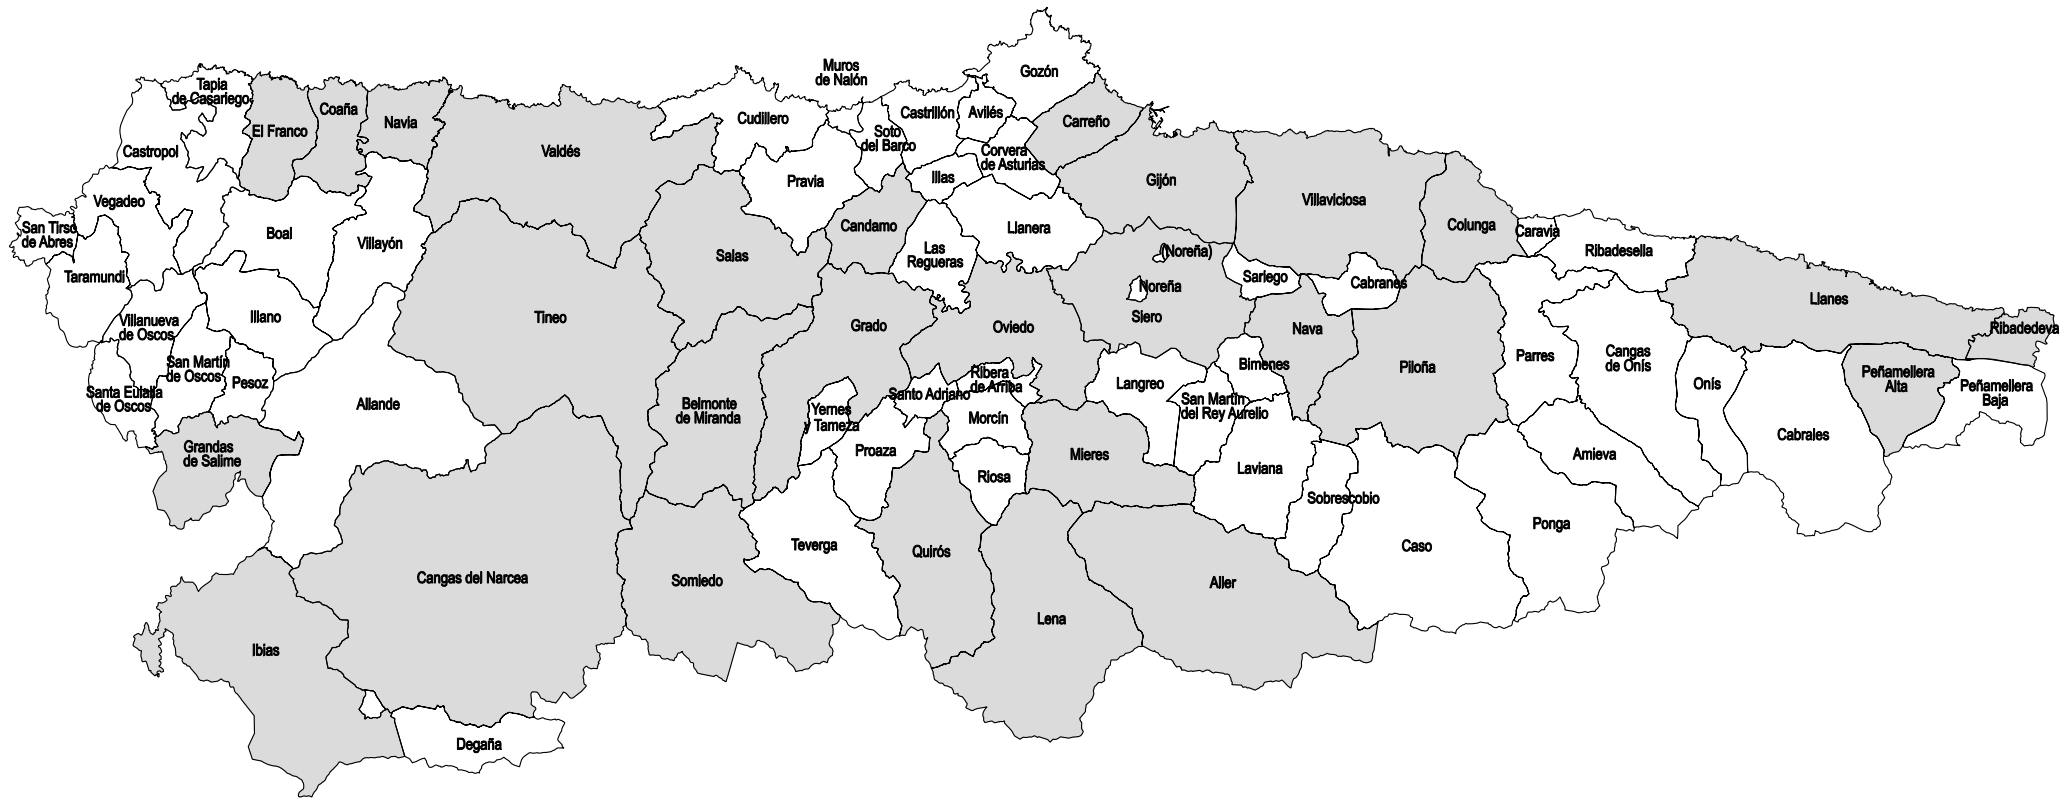 Muros
de Nalón
Gozón
Tapia
de Casariego
Coaña
El Franco
Navia
Cudillero
Castrillón
Avilés
Carreño
Soto
del Barco
Corvera
de Asturias
Castropol
Valdés
Pravia
Illas
Gijón
Villaviciosa
Vegadeo
San Tirso
de Abres
Boal
Villayón
Candamo
Llanera
Colunga
Caravia
Ribadesella
Las
Regueras
Salas
(Noreña)
Taramundi
Sariego
Cabranes
Noreña
Llanes
Villanueva
de Oscos
Illano
Tineo
Grado
Oviedo
Siero
Nava
Ribadedeva
San Martín
de Oscos
Pesoz
Bimenes
Piloña
Parres
Cangas
de Onís
Onís
Peñamellera
Alta
Peñamellera
Baja
Santa Eulalia
de Oscos
Allande
Belmonte
de Miranda
Yernes
y Tameza
Santo Adriano
Ribera
de Arriba
Langreo
San Martín
del Rey Aurelio
Morcín
Cabrales
Grandas
de Salime
Proaza
Mieres
Amieva
Riosa
Laviana
Sobrescobio
Ponga
Teverga
Quirós
Caso
Cangas del Narcea
Somiedo
Aller
Lena
Ibias
Degaña